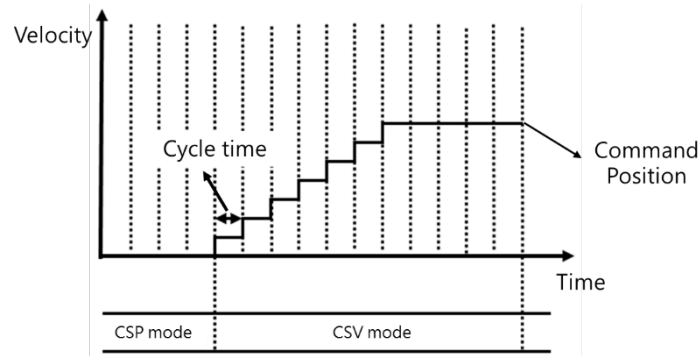 Velocity
Cycle time
Command
Position
Time
CSP mode
CSV mode